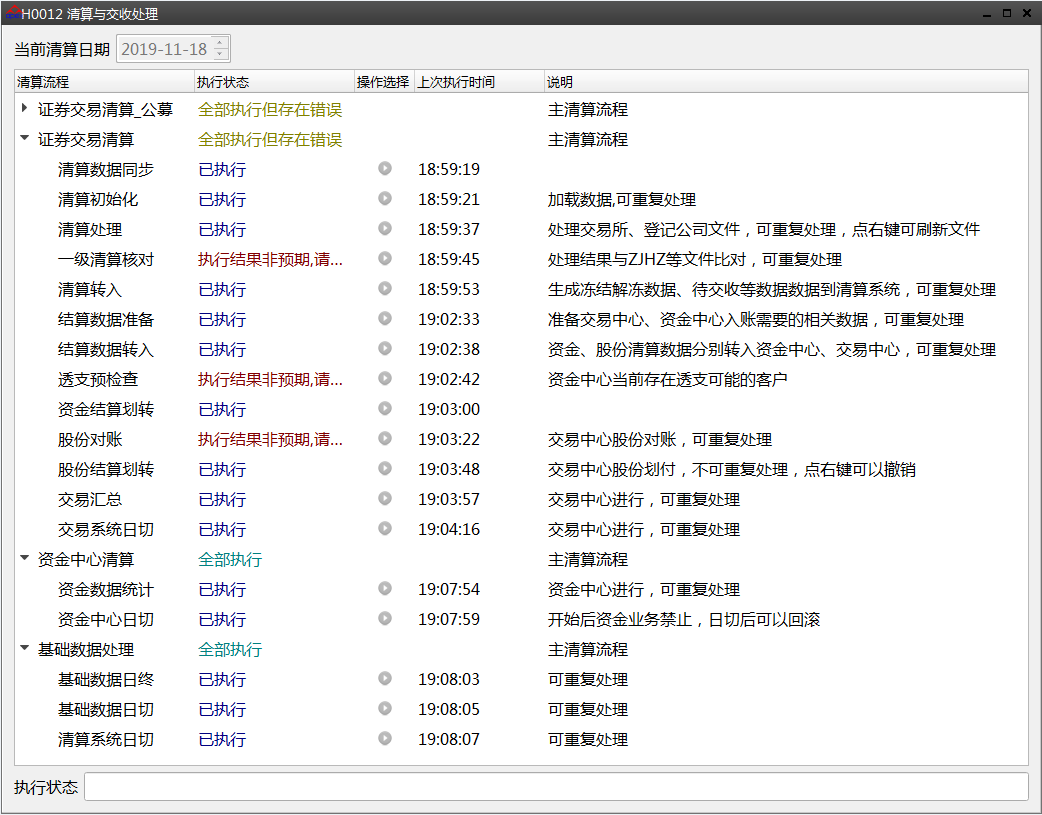 H0012 清算与交收处理
当前清算日期 2019-11-18
清算流程 执行状态 操作选择 上次执行时间 说明
证券交易清算_公募 全部执行但存在错误 主清算流程
证券交易清算 全部执行但存在错误 主清算流程
清算数据同步 已执行 18:59:19
清算初始化 已执行 18:59:21 加载数据,可重复处理
清算处理 已执行 18:59:37 处理交易所、登记公司文件，可重复处理，点右键可刷新文件
一级清算核对 执行结果非预期,请... 18:59:45 处理结果与ZJHZ等文件比对，可重复处理
清算转入 已执行 18:59:53 生成冻结解冻数据、待交收等数据数据到清算系统，可重复处理
结算数据准备 已执行 19:02:33 准备交易中心、资金中心入账需要的相关数据，可重复处理
结算数据转入 已执行 19:02:38 资金、股份清算数据分别转入资金中心、交易中心，可重复处理
透支预检查 执行结果非预期,请... 19:02:42 资金中心当前存在透支可能的客户
资金结算划转 已执行 19:03:00
股份对账 执行结果非预期,请... 19:03:22 交易中心股份对账，可重复处理
股份结算划转 已执行 19:03:48 交易中心股份划付，不可重复处理，点右键可以撤销
交易汇总 已执行 19:03:57 交易中心进行，可重复处理
交易系统日切 已执行 19:04:16 交易中心进行，可重复处理
资金中心清算 全部执行 主清算流程
资金数据统计 已执行 19:07:54 资金中心进行，可重复处理
资金中心日切 已执行 19:07:59 开始后资金业务禁止，日切后可以回滚
基础数据处理 全部执行 主清算流程
基础数据日终 已执行 19:08:03 可重复处理
基础数据日切 已执行 19:08:05 可重复处理
清算系统日切 已执行 19:08:07 可重复处理
执行状态